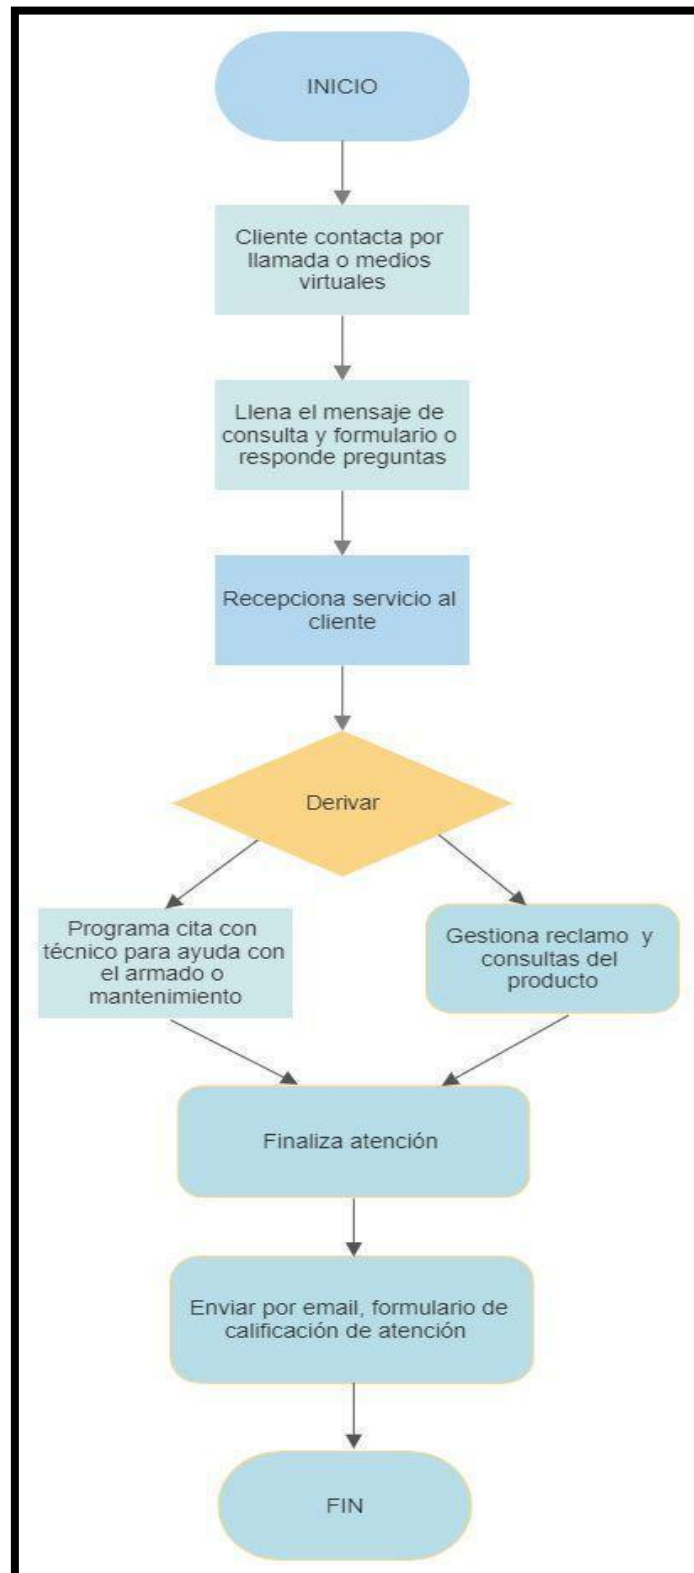 INICIO
Cliente contacta por
llamada o medios
virtuales
Llena el mensaje de
consulta y formulario o
responde preguntas
Recepciona servicio al
cliente
Derivar
Programa cita con
técnico para ayuda con
el armado o
mantenimiento
Gestiona reclamo y
consultas del
producto
Finaliza atención
Enviar por email, formulario de
calificación de atención
FIN